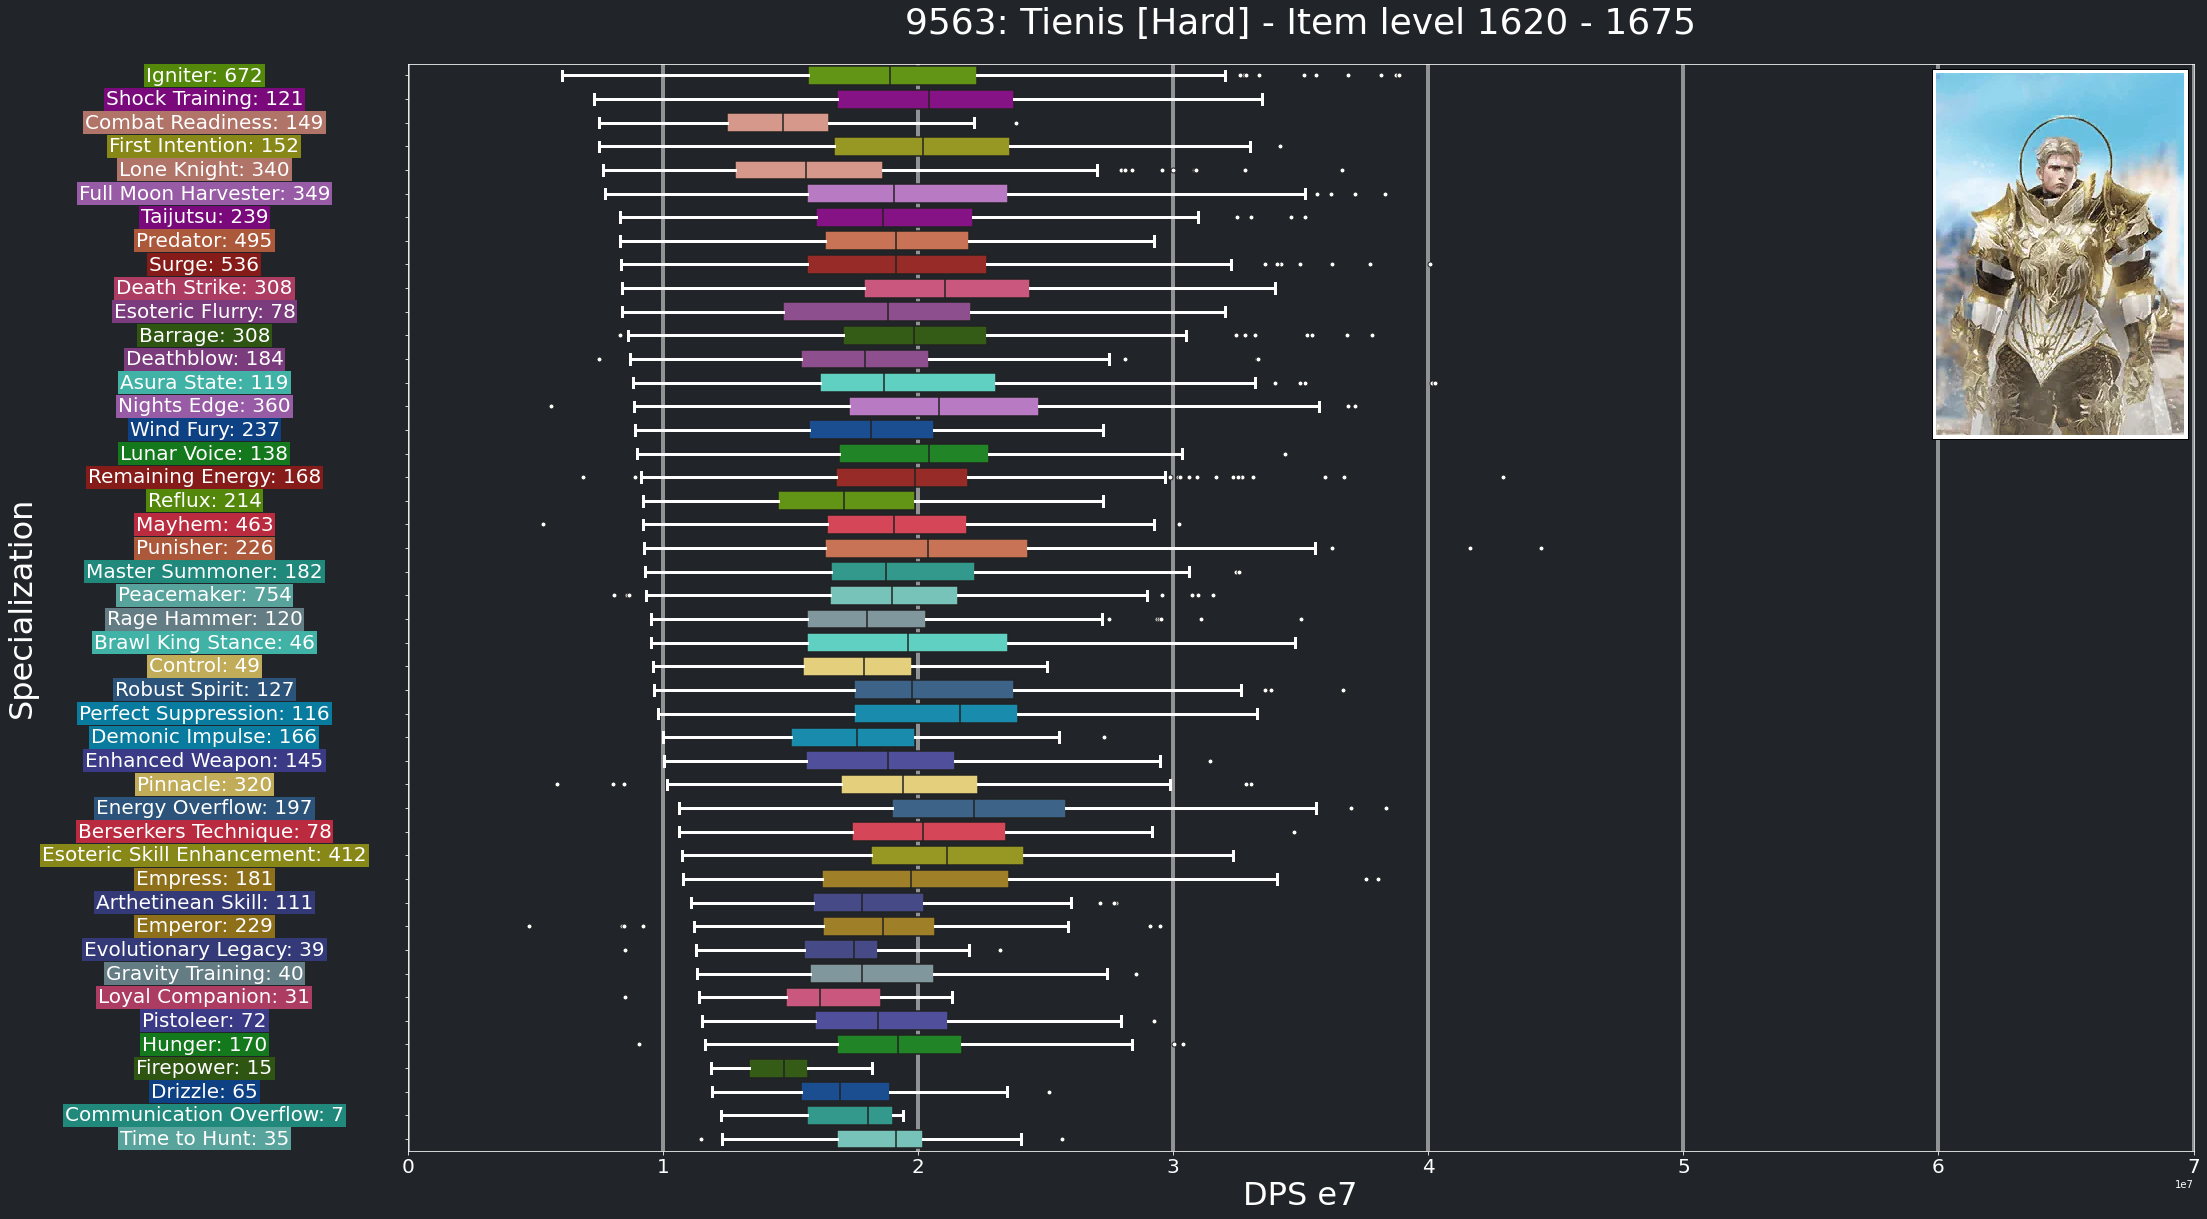 9563: Tienis [Hard] - Item level 1620 - 1675
Igniter: 672
Shock Training: 121
Combat Readiness: 149
First Intention: 152
Lone Knight: 340
Full Moon Harvester: 349
Taijutsu: 239
Predator: 495
Surge: 536
Death Strike: 308
Esoteric Flurry: 78
Barrage: 308
Deathblow: 184
Asura State: 119
Nights Edge: 360
Wind Fury: 237
Lunar Voice: 138
Remaining Energy: 168
Reflux: 214
Mayhem: 463
Punisher: 226
Master Summoner: 182
Peacemaker: 754
Rage Hammer: 120
Brawl King Stance: 46
Control: 49
Robust Spirit: 127
Perfect Suppression: 116
Demonic Impulse: 166
Enhanced Weapon: 145
Pinnacle: 320
Energy Overflow: 197
Berserkers Technique: 78
Esoteric Skill Enhancement: 412
Empress: 181
Arthetinean Skill: 111
Emperor: 229
Evolutionary Legacy: 39
Gravity Training: 40
Loyal Companion: 31
Pistoleer: 72
Hunger: 170
Firepower: 15
Drizzle: 65
Communication Overflow: 7
Time to Hunt: 35
Specialization
0 1 2 3 4 5 6 7
1e7
DPS e7